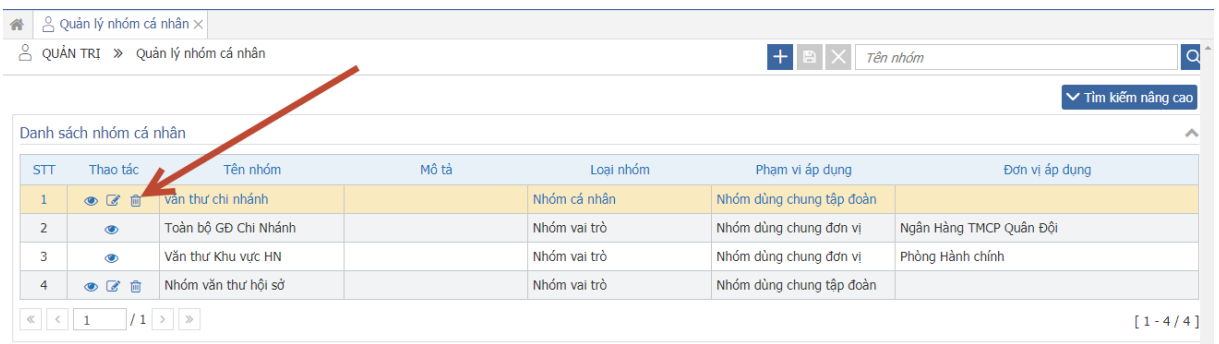 Quản lý nhóm cá nhân
QUẢN TRỊ » Quản lý nhóm cá nhân
Tên nhóm
Tìm kiếm nâng cao
Danh sách nhóm cá nhân
STT Thao tác Tên nhóm Mô tả Loại nhóm Phạm vi áp dụng Đơn vị áp dụng
1 văn thư chi nhánh Nhóm cá nhân Nhóm dùng chung tập đoàn
2 Toàn bộ GĐ Chi Nhánh Nhóm vai trò Nhóm dùng chung đơn vị Ngân Hàng TMCP Quân Đội
3 Văn thư Khu vực HN Nhóm vai trò Nhóm dùng chung đơn vị Phòng Hành chính
4 Nhóm văn thư hội sở Nhóm vai trò Nhóm dùng chung tập đoàn
« < 1 / 1 > » [ 1 - 4 / 4 ]